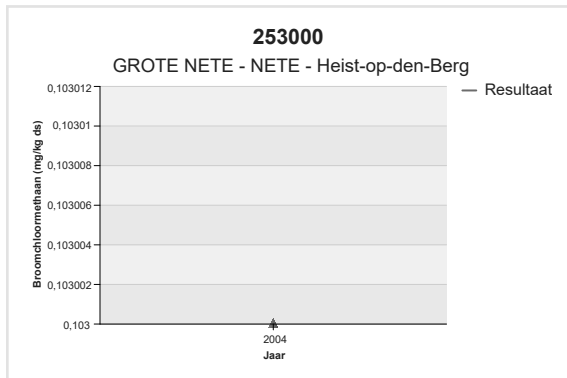 253000
GROTE NETE - NETE - Heist-op-den-Berg
Resultaat
Broomchloormethaan (mg/kg ds)
0,103012
0,10301
0,103008
0,103006
0,103004
0,103002
0,103
2004
Jaar